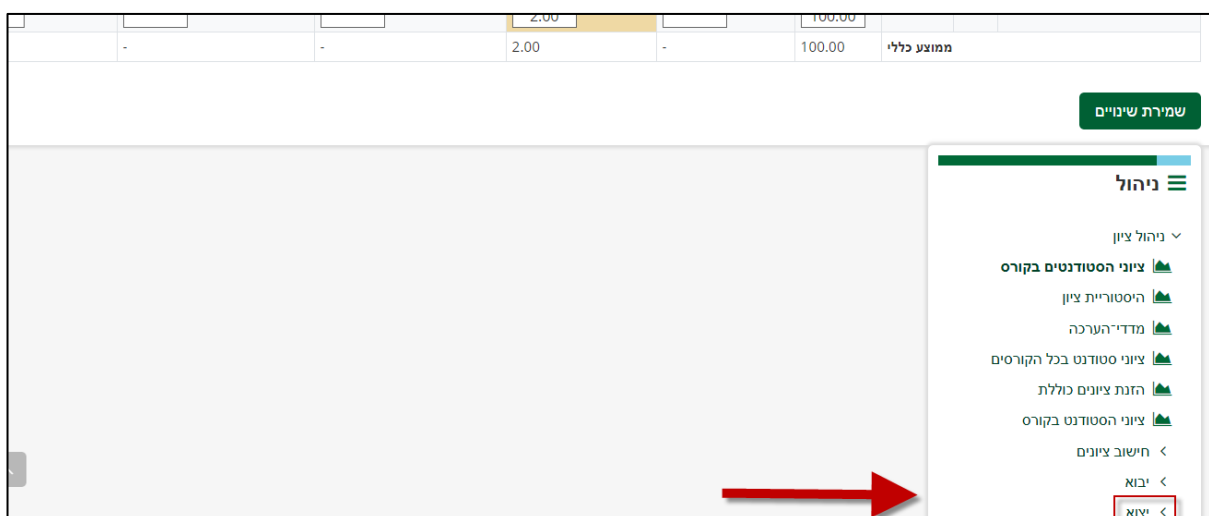 100.00 2.00
ממוצע כללי 100.00 - 2.00 - -
שמירת שינויים
ניהול
ניהול ציון
ציוני הסטודנטים בקורס
היסטוריית ציון
מדדי־הערכה
ציוני סטודנט בכל הקורסים
הזנת ציונים כוללת
ציוני הסטודנט בקורס
חישוב ציונים
יבוא
יצוא